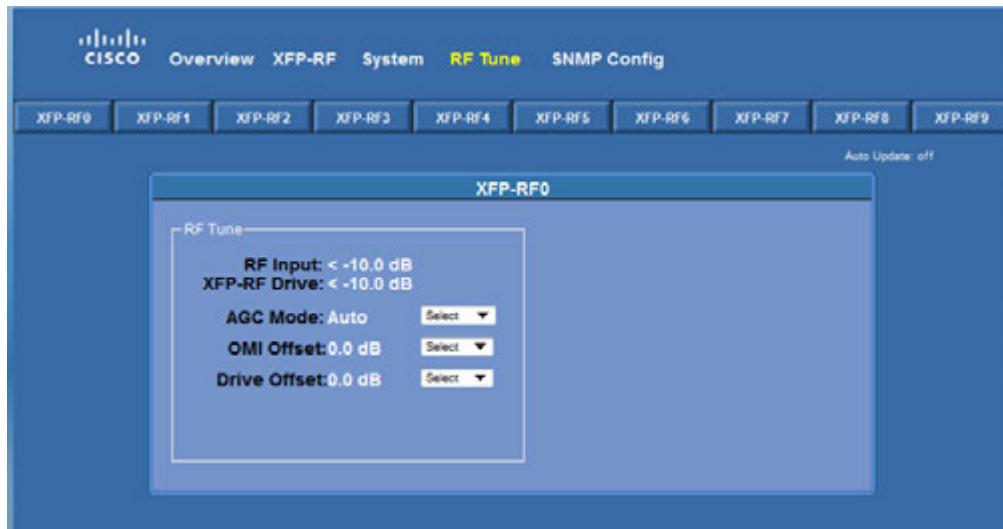 CISCO
Overview XFP-RF System RF Tune SNMP Config
XFP-RF0 XFP-RF1 XFP-RF2 XFP-RF3 XFP-RF4 XFP-RF5 XFP-RF6 XFP-RF7 XFP-RF8 XFP-RF9
Auto Update: off
XFP-RF0
RF Tune
RF Input: < -10.0 dB
XFP-RF Drive: < -10.0 dB
AGC Mode: Auto Select
OMI Offset: 0.0 dB Select
Drive Offset: 0.0 dB Select